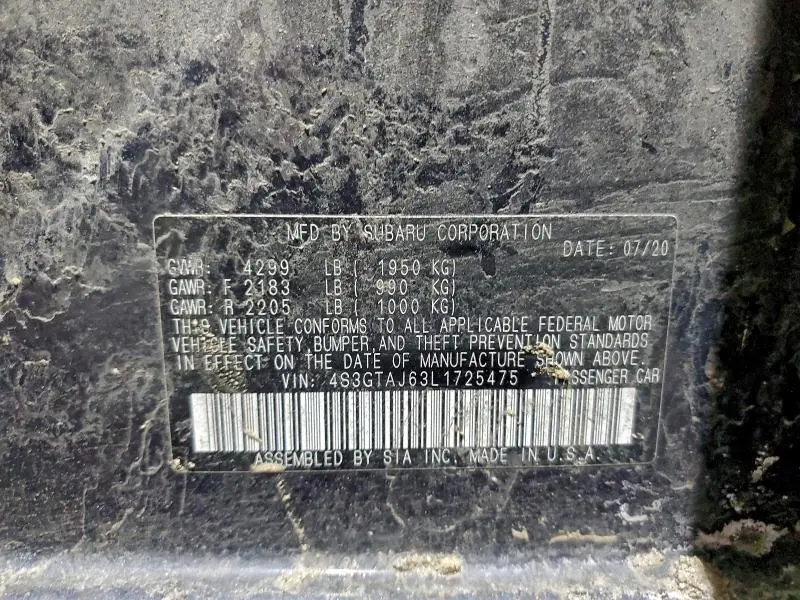 MFD BY SUBARU CORPORATION
DATE: 07/20
GVWR: 4299 LB ( 1950 KG)
GAWR: F 2183 LB ( 990 KG)
GAWR: R 2205 LB ( 1000 KG)
THIS VEHICLE CONFORMS TO ALL APPLICABLE FEDERAL MOTOR
VEHICLE SAFETY, BUMPER, AND THEFT PREVENTION STANDARDS
IN EFFECT ON THE DATE OF MANUFACTURE SHOWN ABOVE.
VIN: 4S3GTAJ63L1725475 PASSENGER CAR
ASSEMBLED BY SIA INC. MADE IN U.S.A.